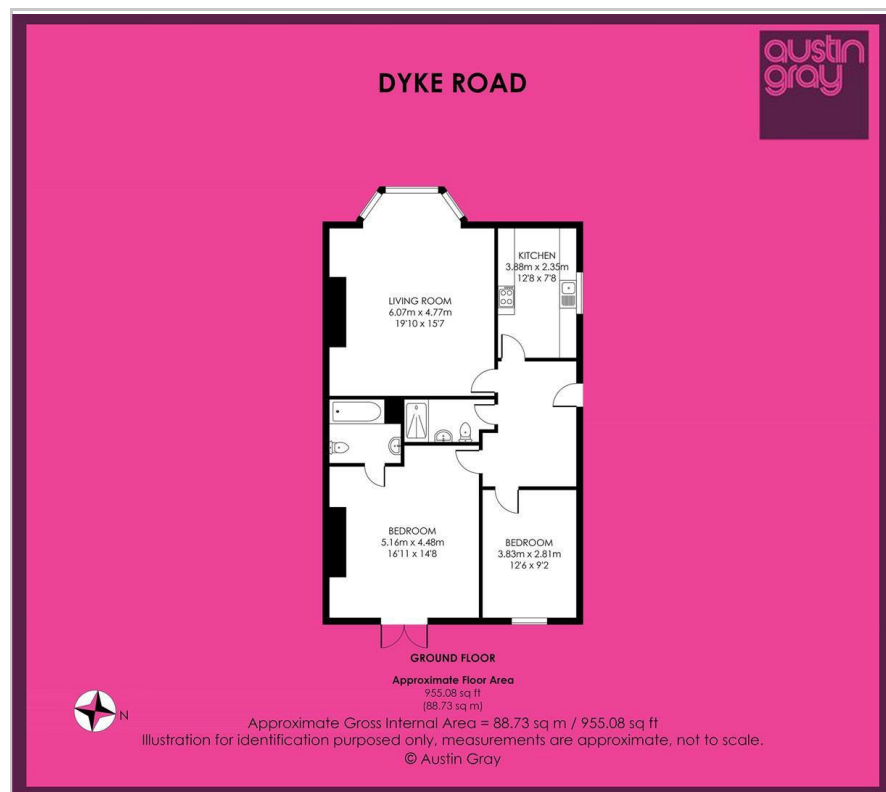 austin
gray
DYKE ROAD
KITCHEN
3.88m x 2.35m
12'8 x 7'8
LIVING ROOM
6.07m x 4.77m
19'10 x 15'7
BEDROOM
5.16m x 4.48m
16'11 x 14'8
BEDROOM
3.83m x 2.81m
12'6 x 9'2
GROUND FLOOR
Approximate Floor Area
955.08 sq ft
(88.73 sq m)
N
Approximate Gross Internal Area = 88.73 sq m / 955.08 sq ft
Illustration for identification purposed only, measurements are approximate, not to scale.
© Austin Gray